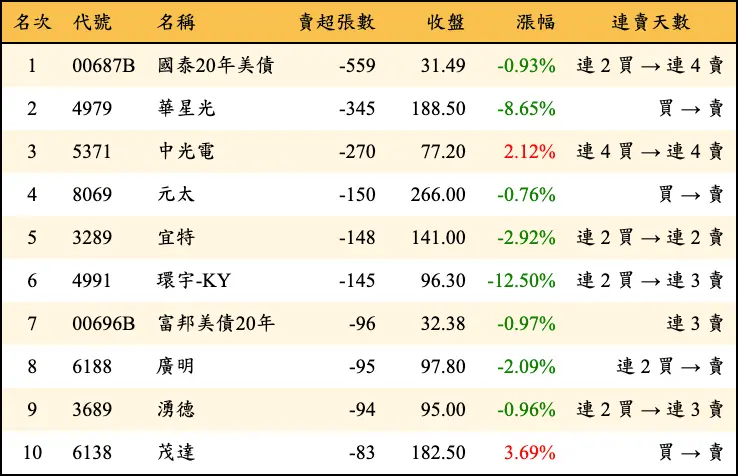 名次 代號 名稱 賣超張數 收盤 漲幅 連賣天數
1 00687B 國泰20年美債 -559 31.49 -0.93% 連 2 買 → 連 4 賣
2 4979 華星光 -345 188.50 -8.65% 買 → 賣
3 5371 中光電 -270 77.20 2.12% 連 4 買 → 連 4 賣
4 8069 元太 -150 266.00 -0.76% 買 → 賣
5 3289 宜特 -148 141.00 -2.92% 連 2 買 → 連 2 賣
6 4991 環宇-KY -145 96.30 -12.50% 連 2 買 → 連 3 賣
7 00696B 富邦美債20年 -96 32.38 -0.97% 連 3 賣
8 6188 廣明 -95 97.80 -2.09% 連 2 買 → 賣
9 3689 湧德 -94 95.00 -0.96% 連 2 買 → 連 3 賣
10 6138 茂達 -83 182.50 3.69% 買 → 賣